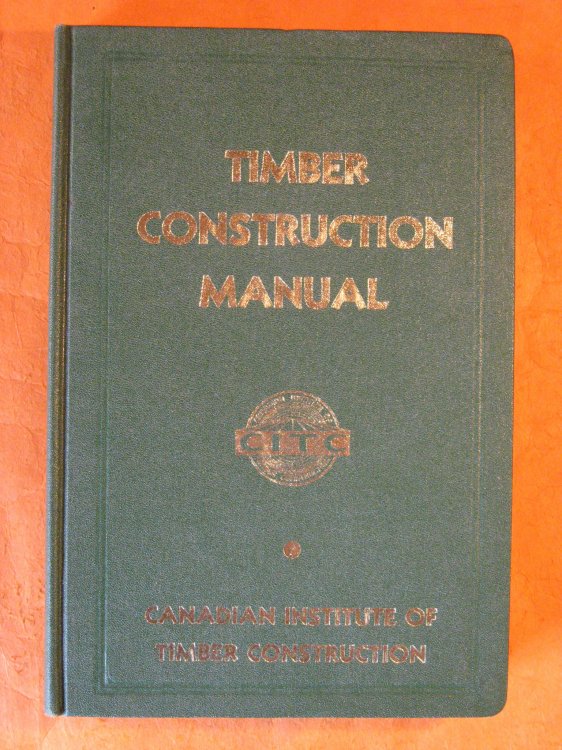 TIMBER
CONSTRUCTION
MANUAL
CITC
CANADIAN INSTITUTE OF
TIMBER CONSTRUCTION